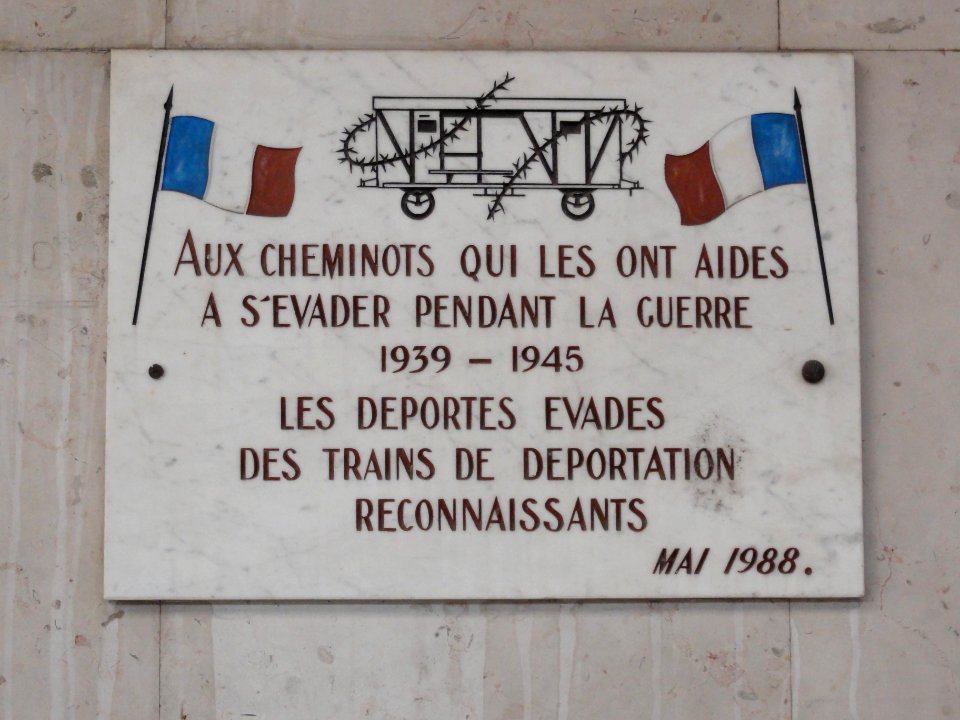 AUX CHEMINOTS QUI LES ONT AIDES
A S'EVADER PENDANT LA GUERRE
1939 – 1945
LES DEPORTES EVADES
DES TRAINS DE DEPORTATION
RECONNAISSANTS
MAI 1988.